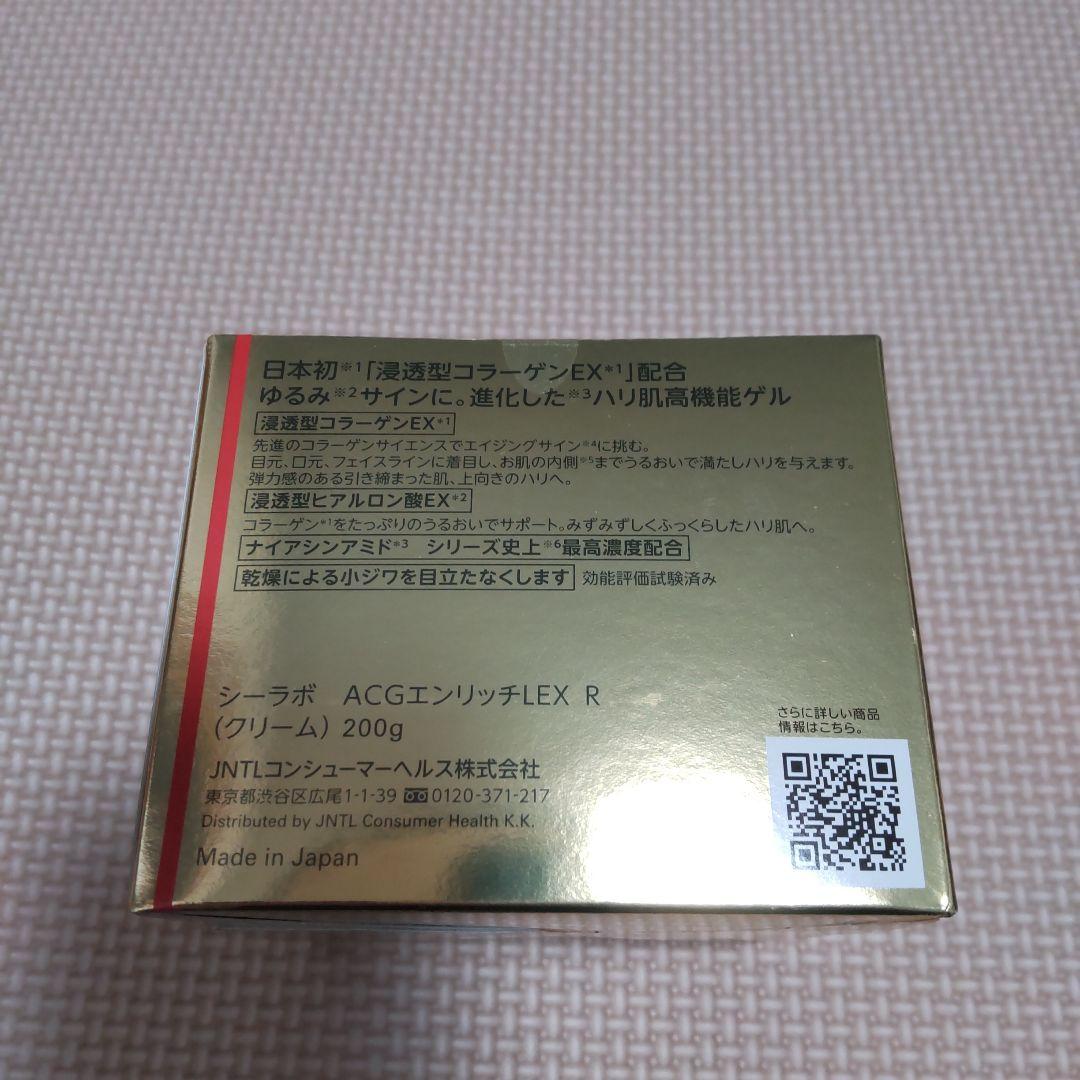 日本初※1「浸透型コラーゲンEX*1」配合
ゆるみ※2サインに。進化した※3ハリ肌高機能ゲル
浸透型コラーゲンEX*1
先進のコラーゲンサイエンスでエイジングサイン※4に挑む。
目元、口元、フェイスラインに着目し、お肌の内側※5までうるおいで満たしハリを与えます。
弾力感のある引き締まった肌、上向きのハリへ。
浸透型ヒアルロン酸EX*2
コラーゲン*1をたっぷりのうるおいでサポート。みずみずしくふっくらしたハリ肌へ。
ナイアシンアミド*3 シリーズ史上※6最高濃度配合
乾燥による小ジワを目立たなくします 効能評価試験済み
シーラボ ACGエンリッチLEX R
(クリーム) 200g
さらに詳しい商品
情報はこちら。
JNTLコンシューマーヘルス株式会社
東京都渋谷区広尾1-1-39 0120-371-217
Distributed by JNTL Consumer Health K.K.
Made in Japan